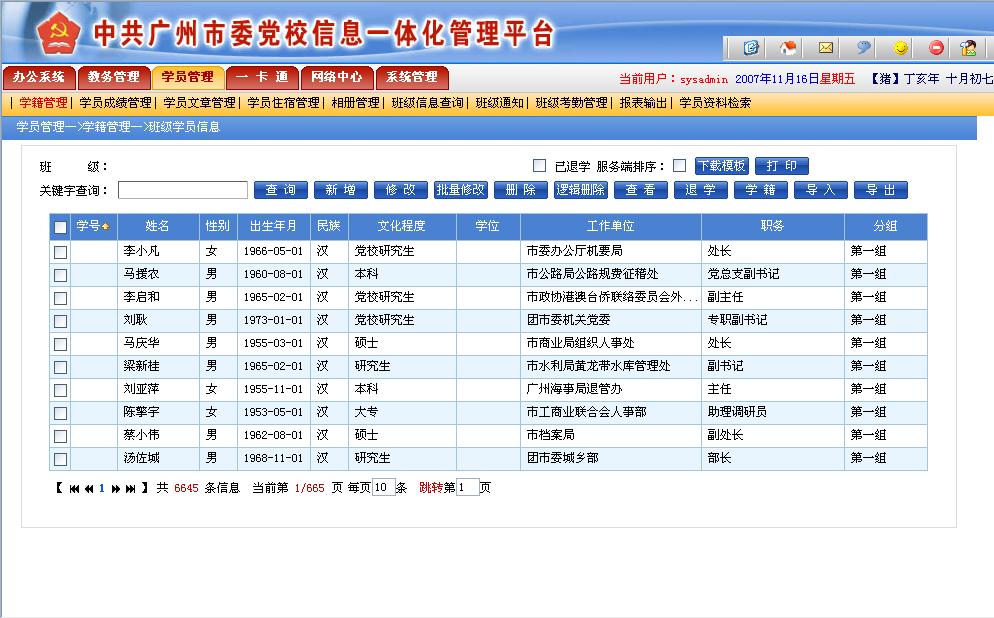 中共广州市委党校信息一体化管理平台
办公系统 教务管理 学员管理 一卡通 网络中心 系统管理 当前用户：sysadmin 2007年11月16日星期五 【猪】丁亥年 十月初七
| 学籍管理| 学员成绩管理| 学员文章管理| 学员住宿管理| 相册管理| 班级信息查询| 班级通知| 班级考勤管理| 报表输出| 学员资料检索
学员管理—>学籍管理—>班级学员信息
班 级： 已退学 服务端排序： 下载模板 打 印
关键字查询： 查 询 新 增 修 改 批量修改 删 除 逻辑删除 查 看 退 学 学 籍 导 入 导 出
学号 姓名 性别 出生年月 民族 文化程度 学位 工作单位 职务 分组
李小凡 女 1966-05-01 汉 党校研究生 市委办公厅机要局 处长 第一组
马援农 男 1960-08-01 汉 本科 市公路局公路规费征稽处 党总支副书记 第一组
李启和 男 1965-02-01 汉 党校研究生 市政协港澳台侨联络委员会外... 副主任 第一组
刘耿 男 1973-01-01 汉 党校研究生 团市委机关党委 专职副书记 第一组
马庆华 男 1955-03-01 汉 硕士 市商业局组织人事处 处长 第一组
梁新桂 男 1965-02-01 汉 研究生 市水利局黄龙带水库管理处 副书记 第一组
刘亚萍 女 1955-11-01 汉 本科 广州海事局退管办 主任 第一组
陈擎宇 女 1953-05-01 汉 大专 市工商业联合会人事部 助理调研员 第一组
蔡小伟 男 1962-08-01 汉 硕士 市档案局 副处长 第一组
汤佐城 男 1968-11-01 汉 研究生 团市委城乡部 部长 第一组
【 1 】 共 6645 条信息 当前第 1/665 页 每页10条 跳转第1页